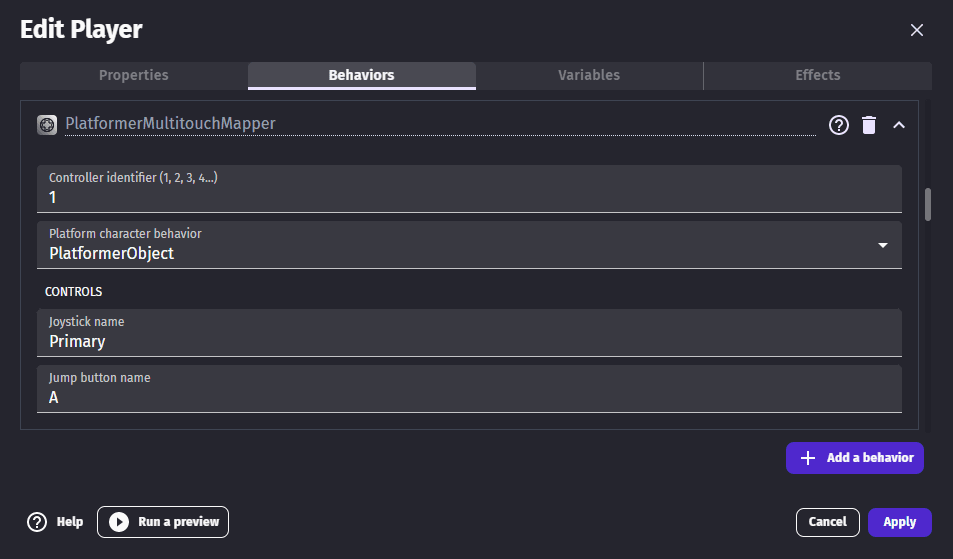 Edit Player
Properties
Behaviors
Variables
Effects
PlatformerMultitouchMapper
Controller identifier (1, 2, 3, 4...)
1
Platform character behavior
PlatformerObject
CONTROLS
Joystick name
Primary
Jump button name
A
Add a behavior
Help
Run a preview
Cancel
Apply